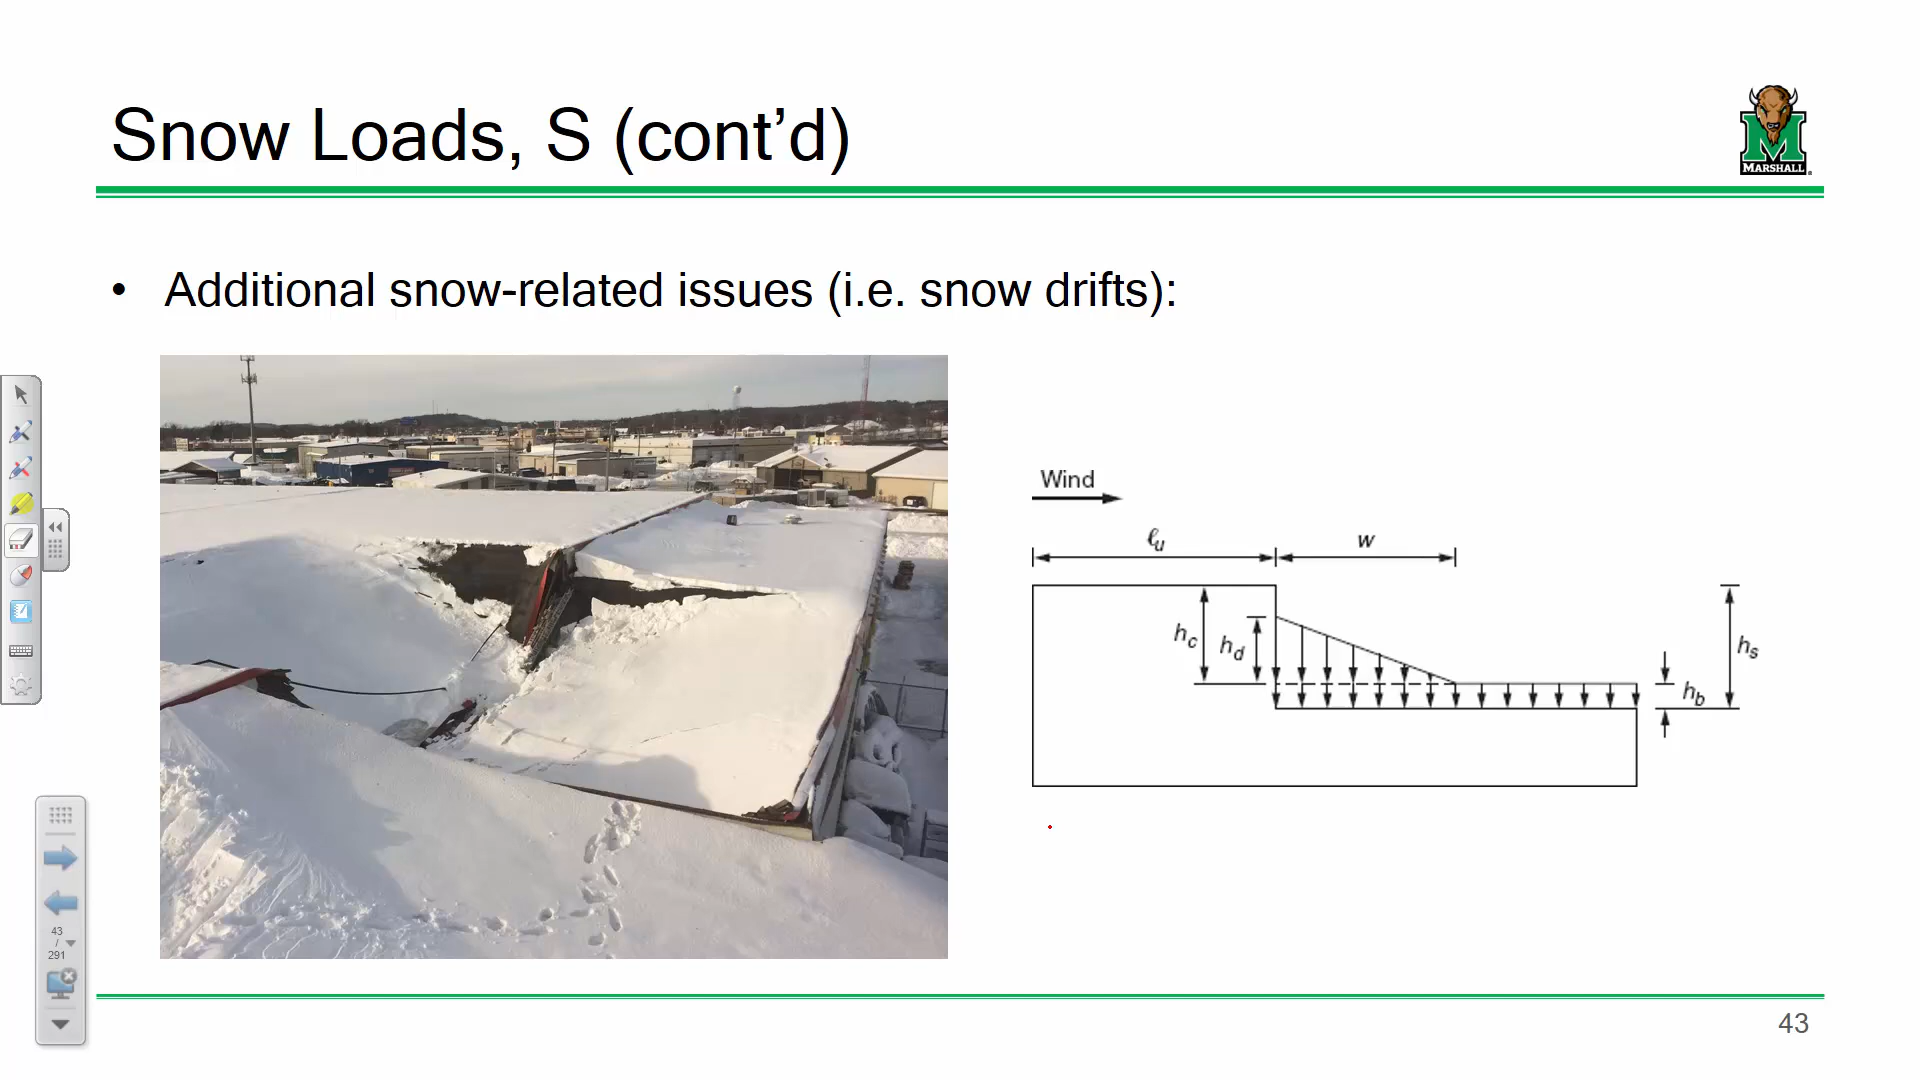 Snow Loads, S (cont’d)
MARSHALL
• Additional snow-related issues (i.e. snow drifts):
Wind
ℓu
w
hc
hd
hs
hb
43
/
291
43